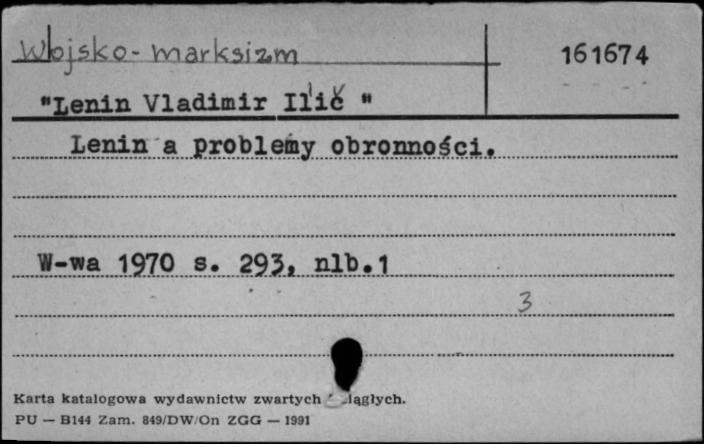 Wojsko-marksizm
161674
"Lenin Vladimir Ilič "
Lenin a problemy obronności.
W-wa 1970 s. 293, nlb.1
3
Karta katalogowa wydawnictw zwartych
PU — B144 Zam. 849/DW/On ZGG — 1991